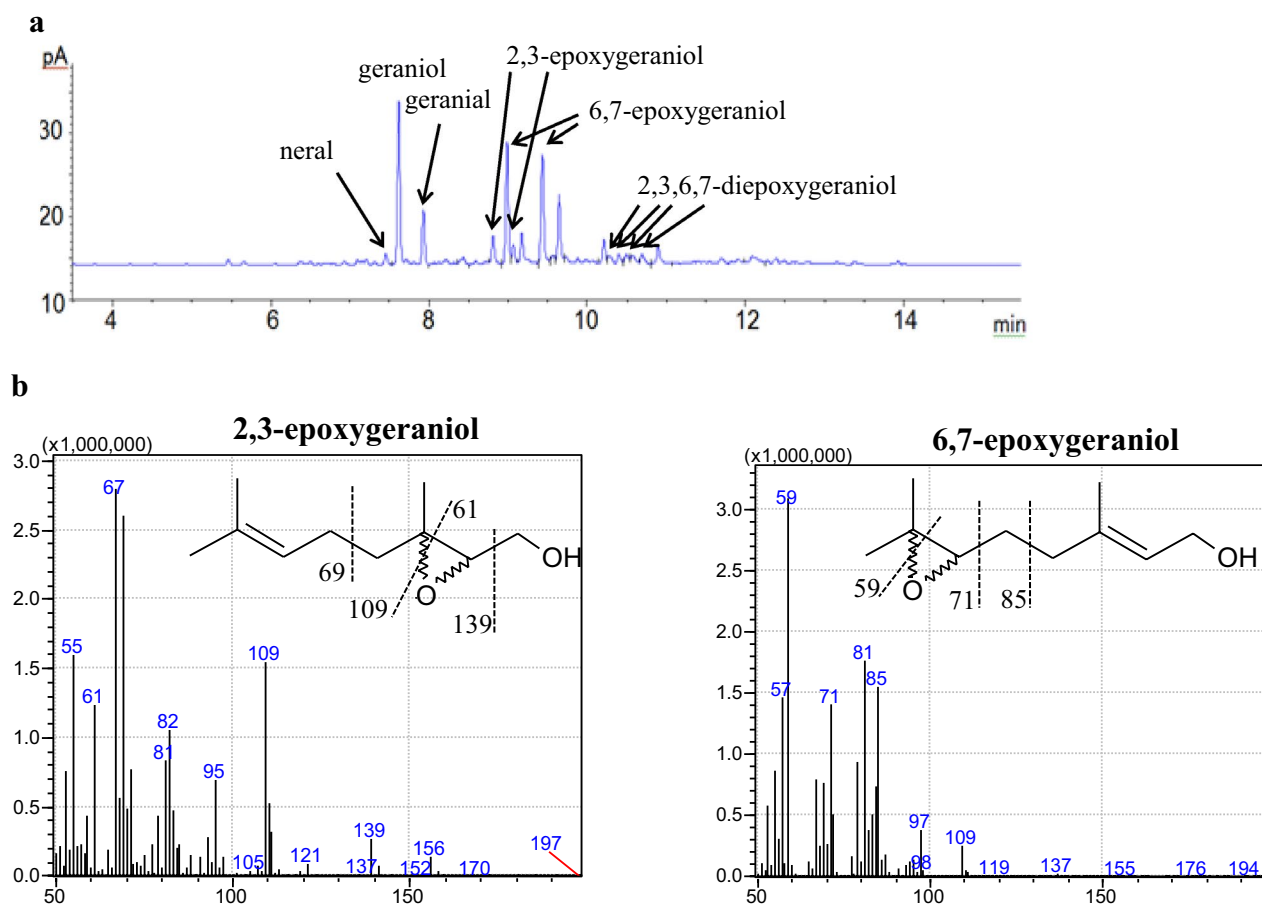 a
pA
2,3-epoxygeraniol
geraniol
geranial
6,7-epoxygeraniol
neral
2,3,6,7-diepoxygeraniol
30
20
10
4 6 8 10 12 14 min
b
2,3-epoxygeraniol
(x1,000,000)
3.0
2.5
2.0
1.5
1.0
0.5
0.0
67
55
61
82
81
95
109
105
121
139
137
156
152
170
197
69
109
61
139
O
OH
50 100 150
6,7-epoxygeraniol
(x1,000,000)
3.0
2.5
2.0
1.5
1.0
0.5
0.0
59
57
71
81
85
97
98
109
119
137
155
176
194
59
71
85
O
OH
50 100 150